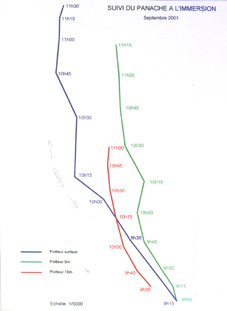 SUIVI DU PANACHE A L'IMMERSION
Septembre 2001
11h30
11h15
11h00
10h45
10h30
10h15
10h00
9h30
9h15
11h15
11h00
10h45
10h30
10h15
10h00
9h45
9h30
9h15
9h00
11h00
10h45
10h30
10h15
10h00
9h45
9h30
Flotteur surface
Flotteur 5m
Flotteur 10m
Echelle: 1/5000